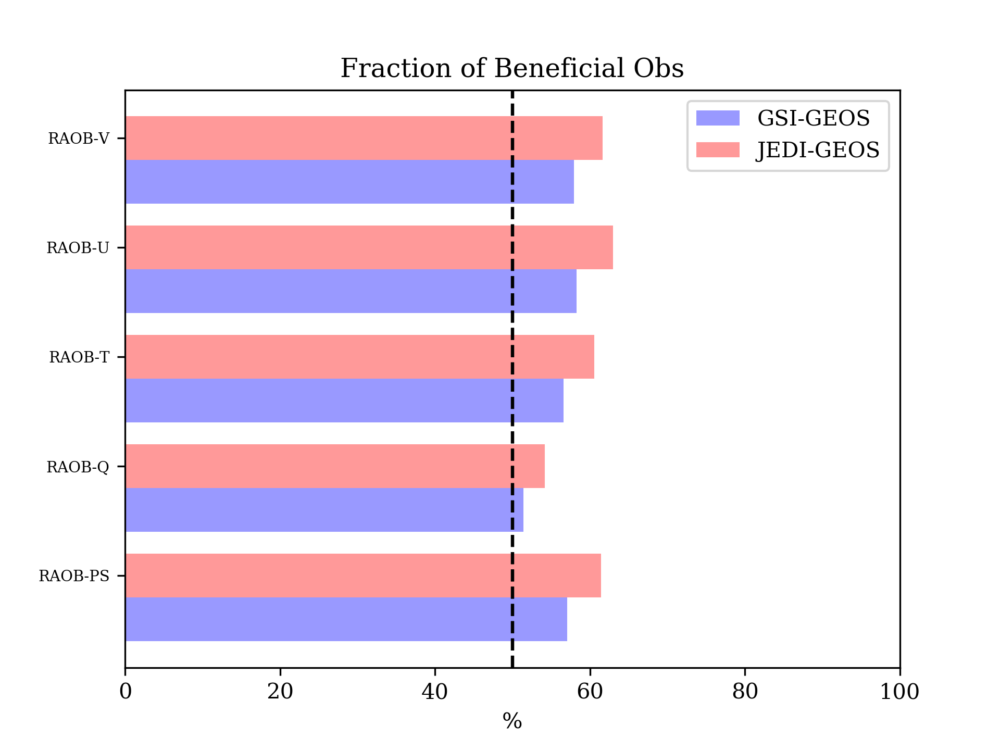 Fraction of Beneficial Obs
GSI-GEOS
JEDI-GEOS
RAOB-V
RAOB-U
RAOB-T
RAOB-Q
RAOB-PS
0 20 40 60 80 100
%